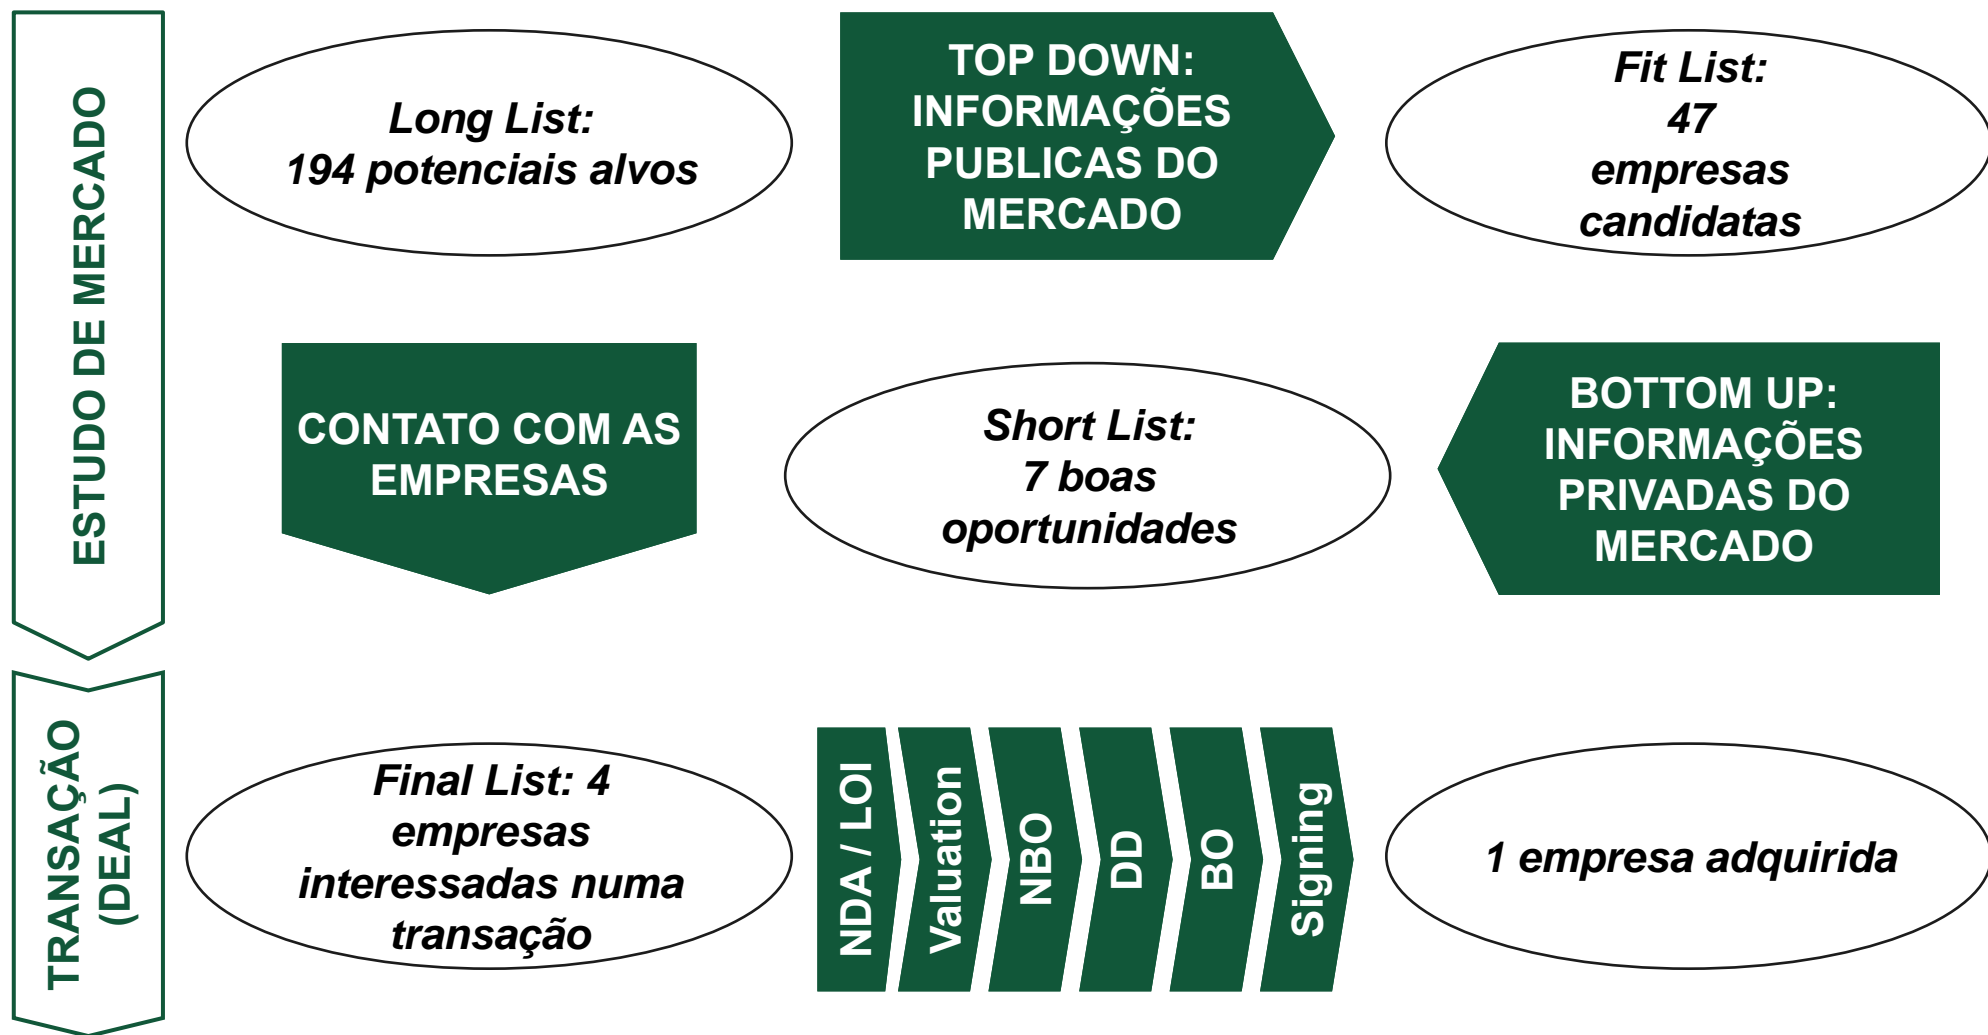 ESTUDO DE MERCADO
Long List:
194 potenciais alvos
TOP DOWN:
INFORMAÇÕES
PUBLICAS DO
MERCADO
Fit List:
47
empresas
candidatas
CONTATO COM AS
EMPRESAS
Short List:
7 boas
oportunidades
BOTTOM UP:
INFORMAÇÕES
PRIVADAS DO
MERCADO
TRANSAÇÃO
(DEAL)
Final List: 4
empresas
interessadas numa
transação
NDA / LOI
Valuation
NBO
DD
BO
Signing
1 empresa adquirida